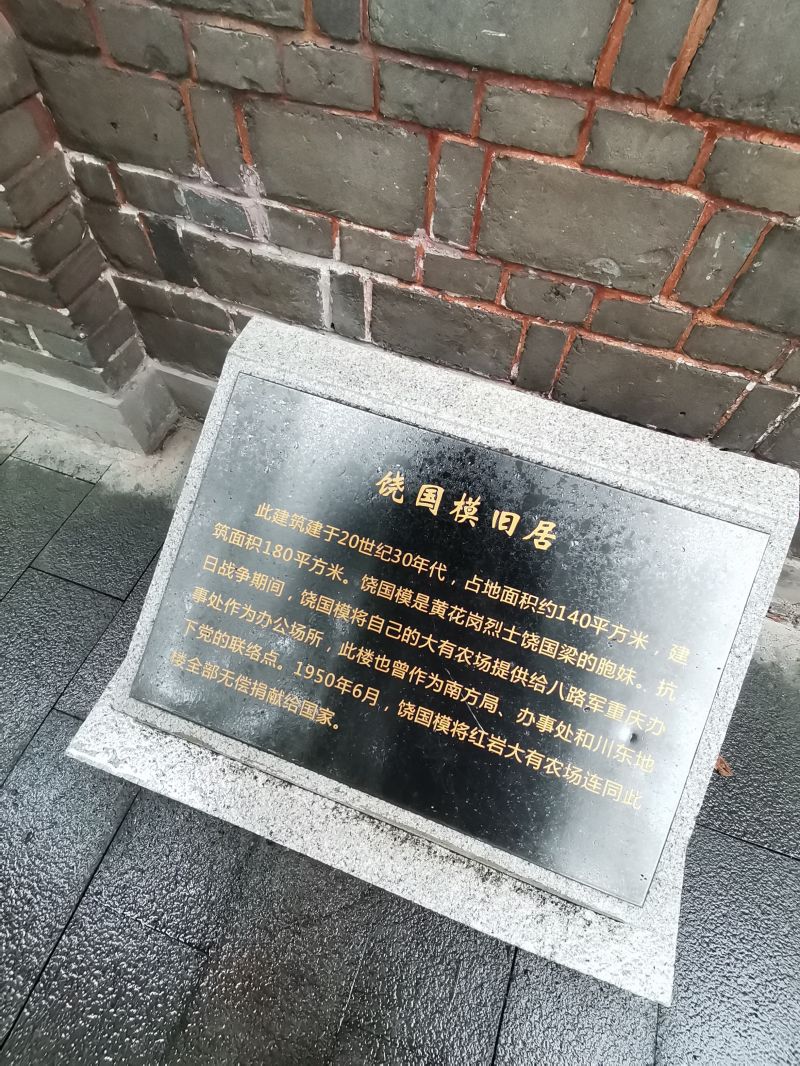 饶国模旧居
此建筑建于20世纪30年代，占地面积约140平方米，建
筑面积180平方米。饶国模是黄花岗烈士饶国梁的胞妹。抗
日战争期间，饶国模将自己的大有农场提供给八路军重庆办
事处作为办公场所，此楼也曾作为南方局、办事处和川东地
下党的联络点。1950年6月，饶国模将红岩大有农场连同此
楼全部无偿捐献给国家。